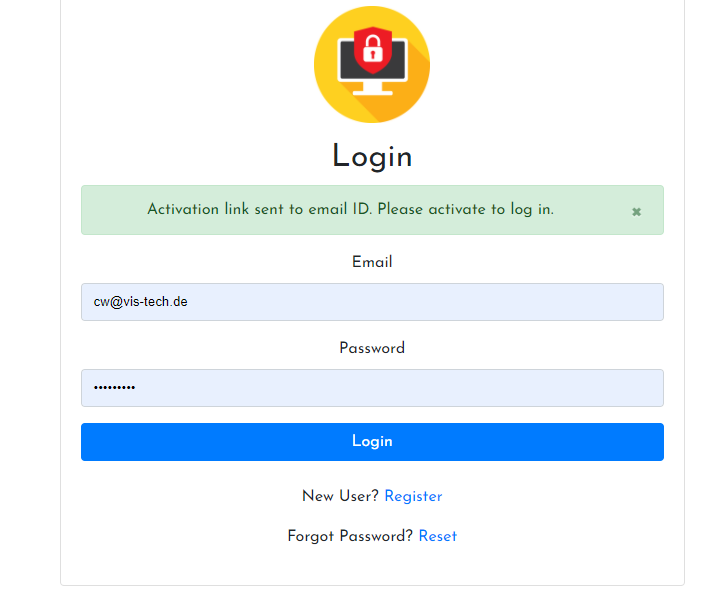 Login
Activation link sent to email ID. Please activate to log in.
Email
cw@vis-tech.de
Password
•••••••••
Login
New User? Register
Forgot Password? Reset